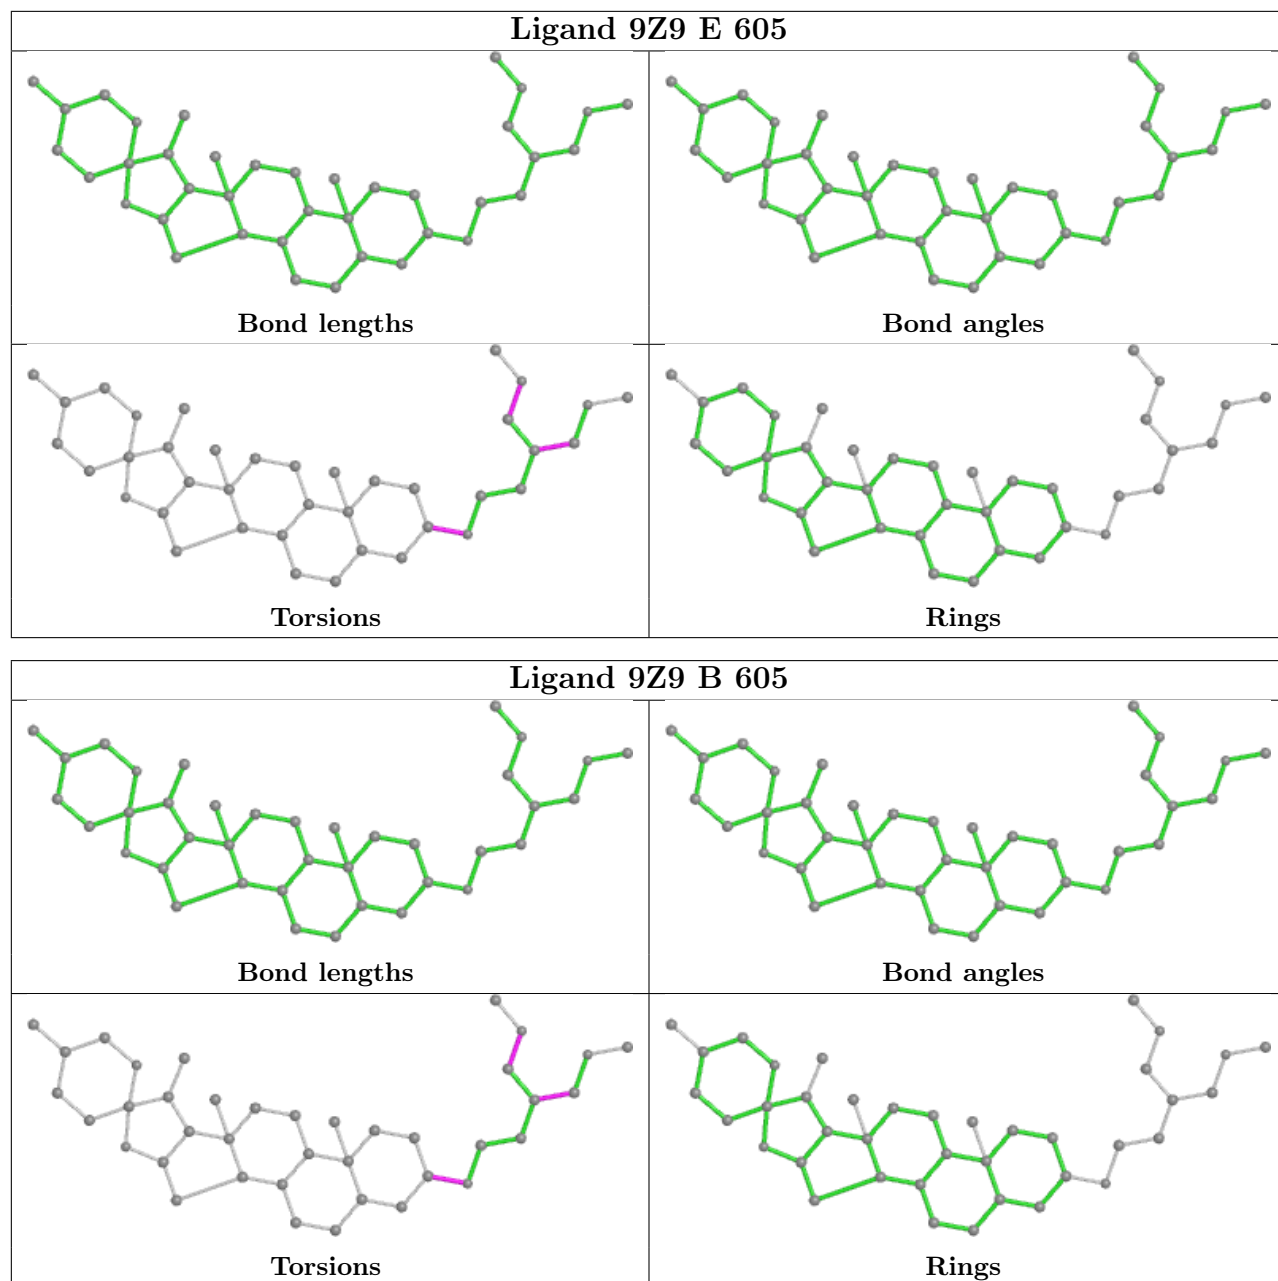 Ligand 9Z9 E 605
Bond lengths
Bond angles
Torsions
Rings
Ligand 9Z9 B 605
Bond lengths
Bond angles
Torsions
Rings